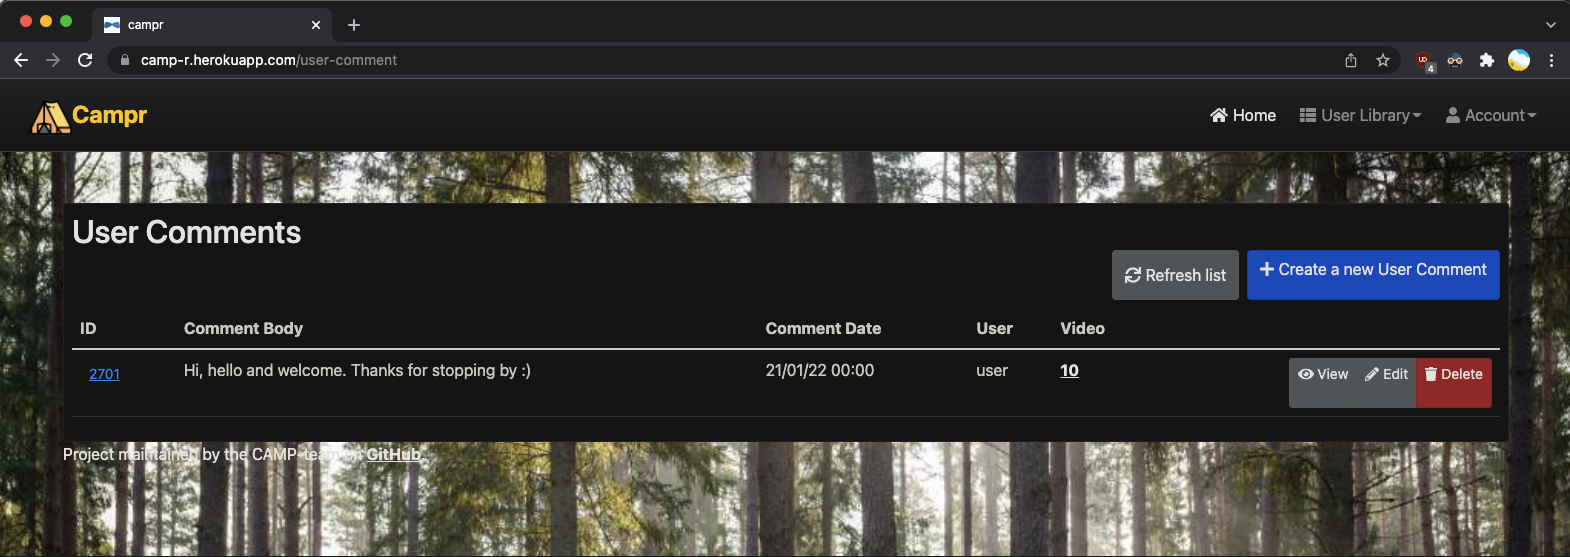 campr
camp-r.herokuapp.com/user-comment
4
Campr
Home User Library Account
User Comments
Refresh list Create a new User Comment
ID Comment Body Comment Date User Video
2701 Hi, hello and welcome. Thanks for stopping by :) 21/01/22 00:00 user 10 View Edit Delete
Project maintained by the CAMP-team on GitHub.